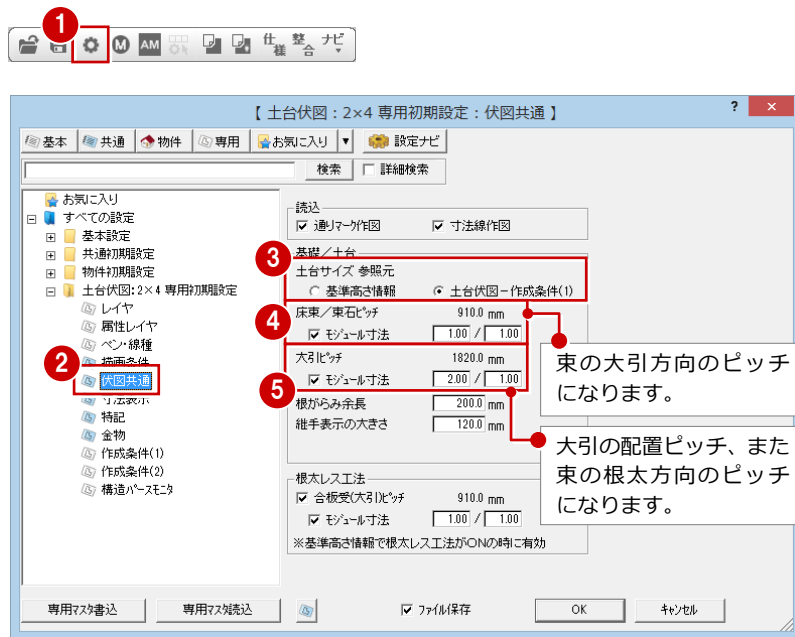 1
M AM 仕様 整合 ナビ
【 土台伏図：2×4 専用初期設定：伏図共通 】 ? ×
基本 共通 物件 専用 お気に入り ▼ 設定ナビ
検索 詳細検索
お気に入り
すべての設定
基本設定
共通初期設定
物件初期設定
土台伏図:2×4 専用初期設定
レイヤ
属性レイヤ
ペン・線種
描画条件
2
伏図共通
寸法表示
特記
金物
作成条件(1)
作成条件(2)
構造パースモニタ
読込
通りマーク作図 寸法線作図
基礎／土台
3
土台サイズ 参照元
基準高さ情報 土台伏図－作成条件(1)
4
床束／束石ピッチ 910.0 mm
モジュール寸法 1.00 / 1.00
5
大引ピッチ 1820.0 mm
モジュール寸法 2.00 / 1.00
根がらみ余長 200.0 mm
継手表示の大きさ 120.0 mm
束の大引方向のピッチ
になります。
大引の配置ピッチ、また
束の根太方向のピッチ
になります。
根太レス工法
合板受(大引)ピッチ 910.0 mm
モジュール寸法 1.00 / 1.00
※基準高さ情報で根太レス工法がONの時に有効
専用マスタ書込 専用マスタ読込 ファイル保存 OK キャンセル